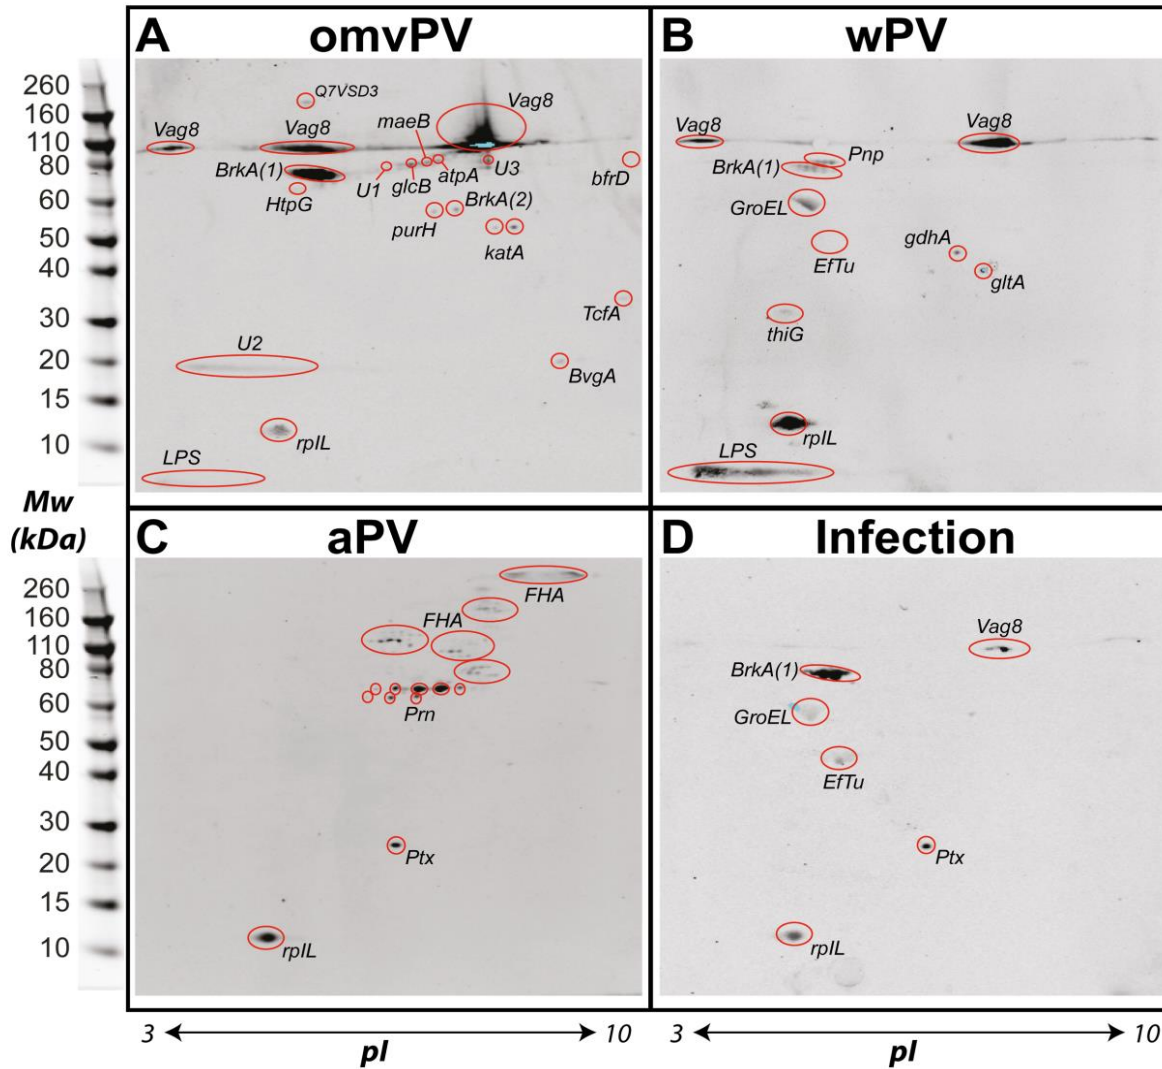 A
omvPV
260
160
110
80
60
50
40
30
20
15
10
Q7VSD3
Vag8
Vag8
maeB
Vag8
BrkA(1)
U1
glcB
atpA
U3
bfrD
HtpG
purH
BrkA(2)
katA
TcfA
U2
BvgA
rpIL
LPS
B
wPV
Vag8
Vag8
Pnp
BrkA(1)
GroEL
gdhA
EfTu
gltA
thiG
rpIL
LPS
Mw
(kDa)
C
aPV
260
160
110
80
60
50
40
30
20
15
10
FHA
FHA
Prn
Ptx
rpIL
D
Infection
Vag8
BrkA(1)
GroEL
EfTu
Ptx
rpIL
3
10
pI
3
10
pI